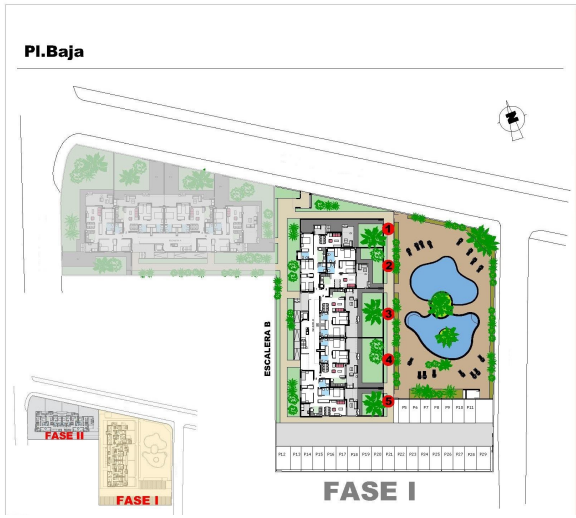 Pl.Baja
N
1
2
3
4
5
ESCALERA B
P5 P6 P7 P8 P9 P10 P11
P12 P13 P14 P15 P16 P17 P18 P19 P20 P21 P22 P23 P24 P25 P26 P27 P28 P29
FASE II
FASE I
FASE I